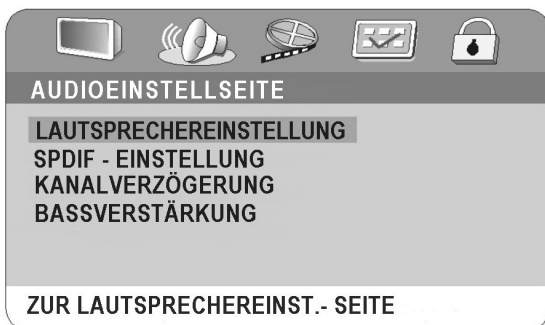 AUDIOEINSTELLSEITE
LAUTSPRECHEREINSTELLUNG
SPDIF - EINSTELLUNG
KANALVERZÖGERUNG
BASSVERSTÄRKUNG
ZUR LAUTSPRECHEREINST.- SEITE